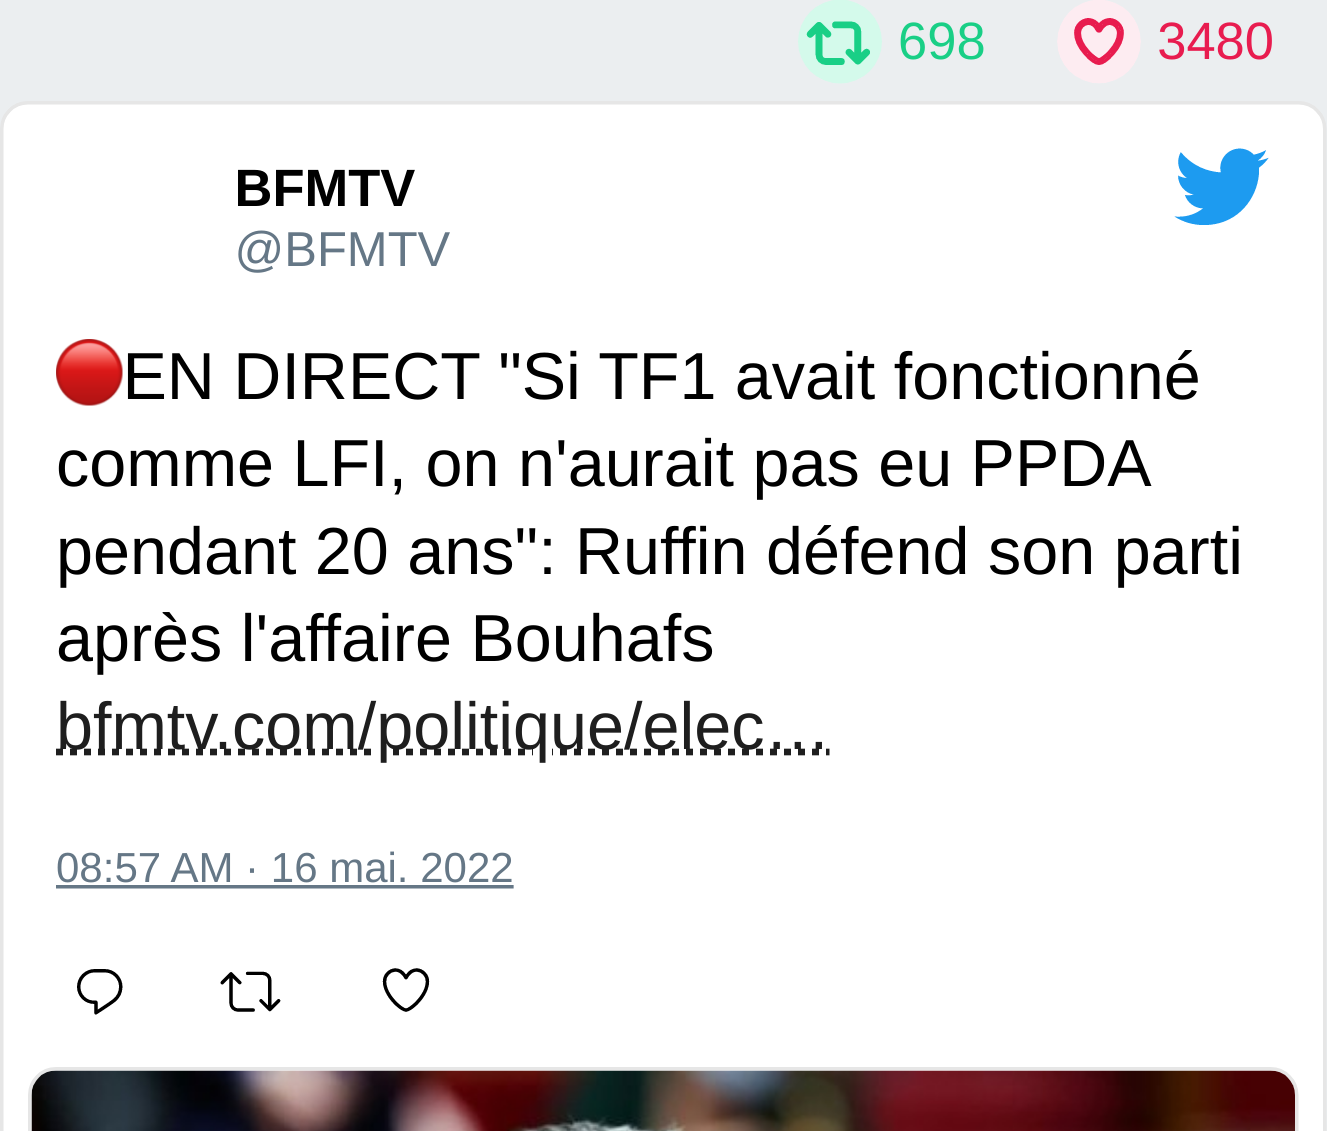 698 3480
BFMTV
@BFMTV
🔴EN DIRECT "Si TF1 avait fonctionné
comme LFI, on n'aurait pas eu PPDA
pendant 20 ans": Ruffin défend son parti
après l'affaire Bouhafs
bfmtv.com/politique/elec…
08:57 AM · 16 mai. 2022